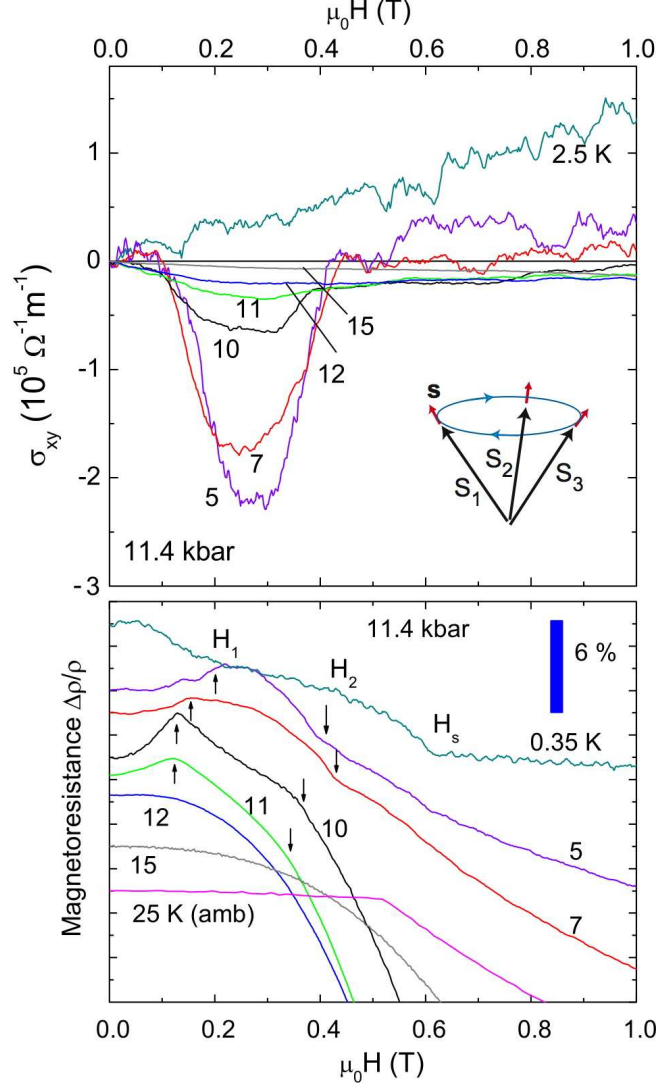 μ₀H (T)
0.0 0.2 0.4 0.6 0.8 1.0
1
0
-1
-2
-3
σxy (10⁵ Ω⁻¹m⁻¹)
2.5 K
11
10
15
12
7
5
s
S₁
S₂
S₃
11.4 kbar
11.4 kbar
6 %
H₁
H₂
Hs
0.35 K
12
11
10
15
5
7
25 K (amb)
Magnetoresistance Δρ/ρ
0.0 0.2 0.4 0.6 0.8 1.0
μ₀H (T)